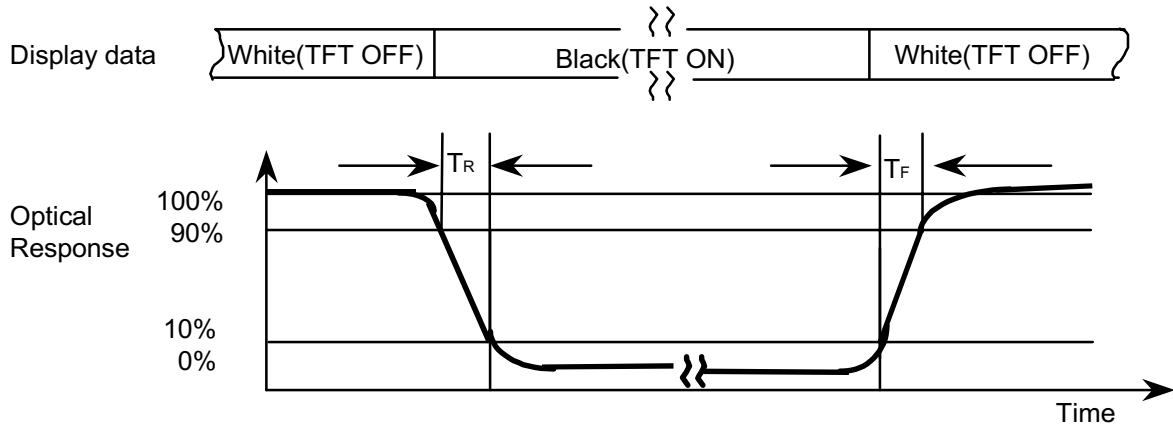 Display data
White(TFT OFF)
Black(TFT ON)
White(TFT OFF)
TR
TF
100%
Optical
Response
90%
10%
0%
Time